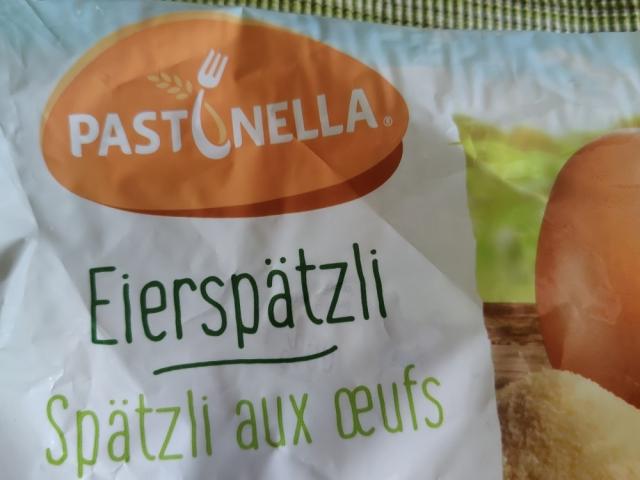 PASTINELLA®
Eierspätzli
Spätzli aux œufs